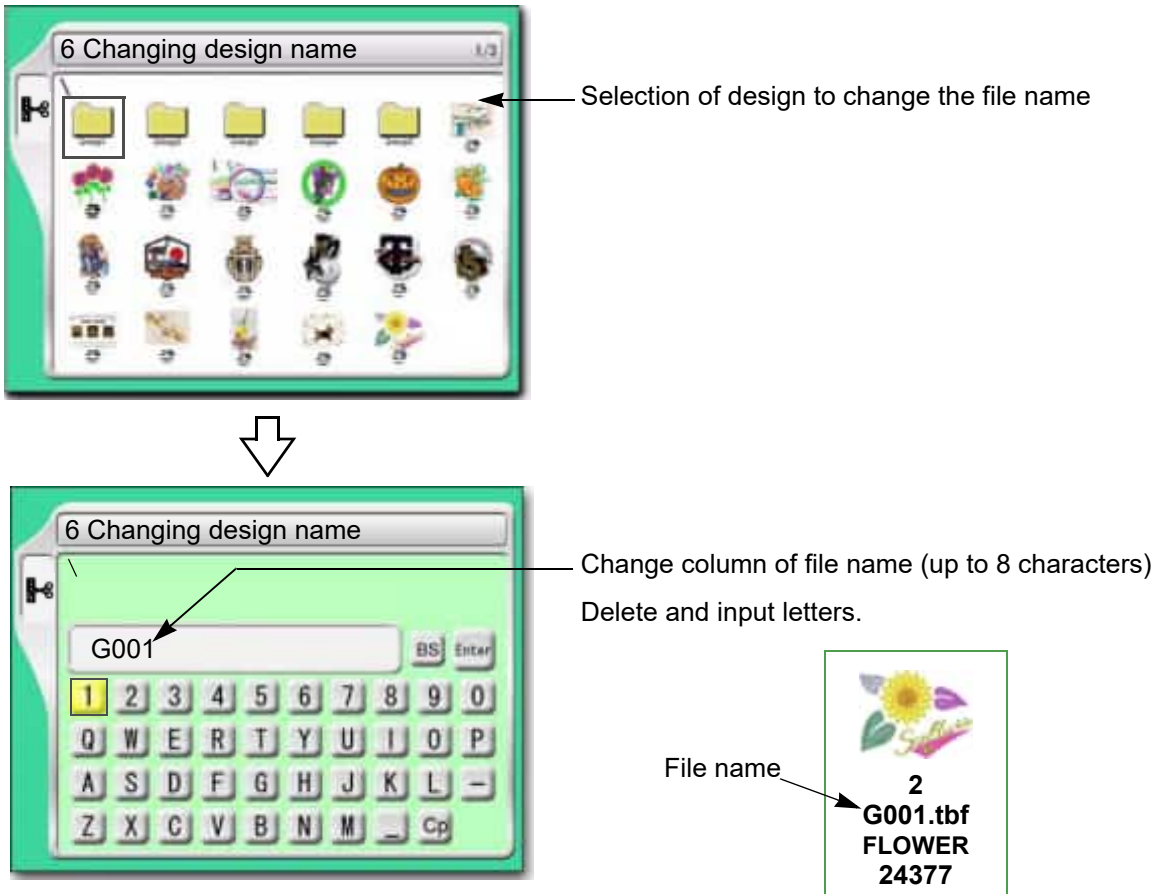 6 Changing design name 1/3
Selection of design to change the file name
6 Changing design name
\
Change column of file name (up to 8 characters)
Delete and input letters.
G001 BS Enter
1 2 3 4 5 6 7 8 9 0
Q W E R T Y U I O P
A S D F G H J K L –
Z X C V B N M _ Cp
File name
2
G001.tbf
FLOWER
24377